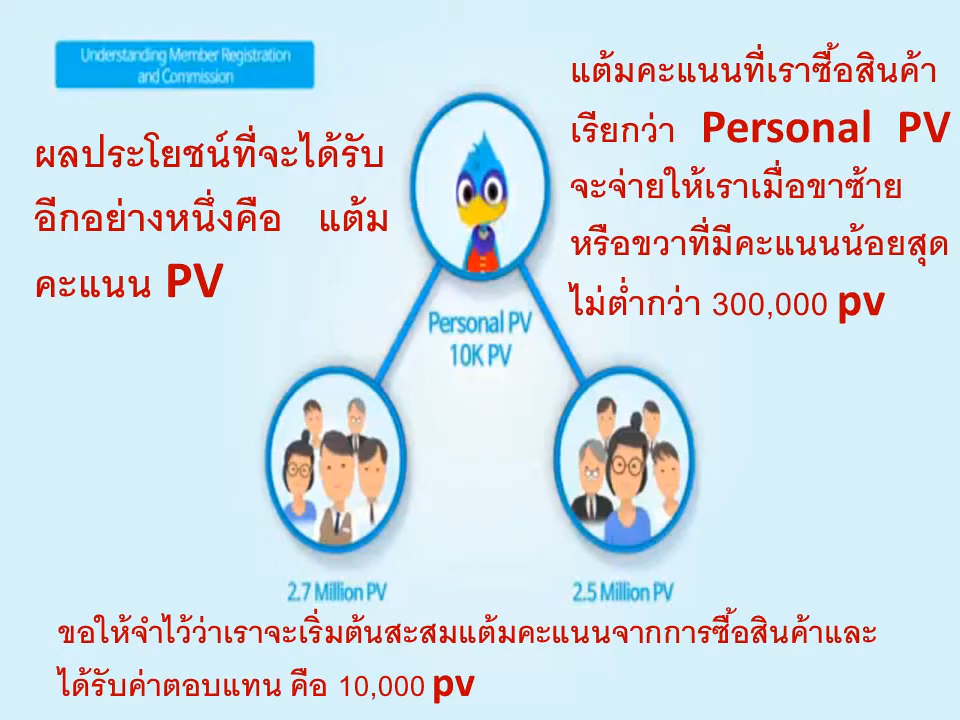 Understanding Member Registration
and Commission
ผลประโยชน์ที่จะได้รับ
อีกอย่างหนึ่งคือ แต้ม
คะแนน PV
แต้มคะแนนที่เราซื้อสินค้า
เรียกว่า Personal PV
จะจ่ายให้เราเมื่อขาซ้าย
หรือขวาที่มีคะแนนน้อยสุด
ไม่ต่ำกว่า 300,000 pv
Personal PV
10K PV
2.7 Million PV
2.5 Million PV
ขอให้จำไว้ว่าเราจะเริ่มต้นสะสมแต้มคะแนนจากการซื้อสินค้าและ
ได้รับค่าตอบแทน คือ 10,000 pv